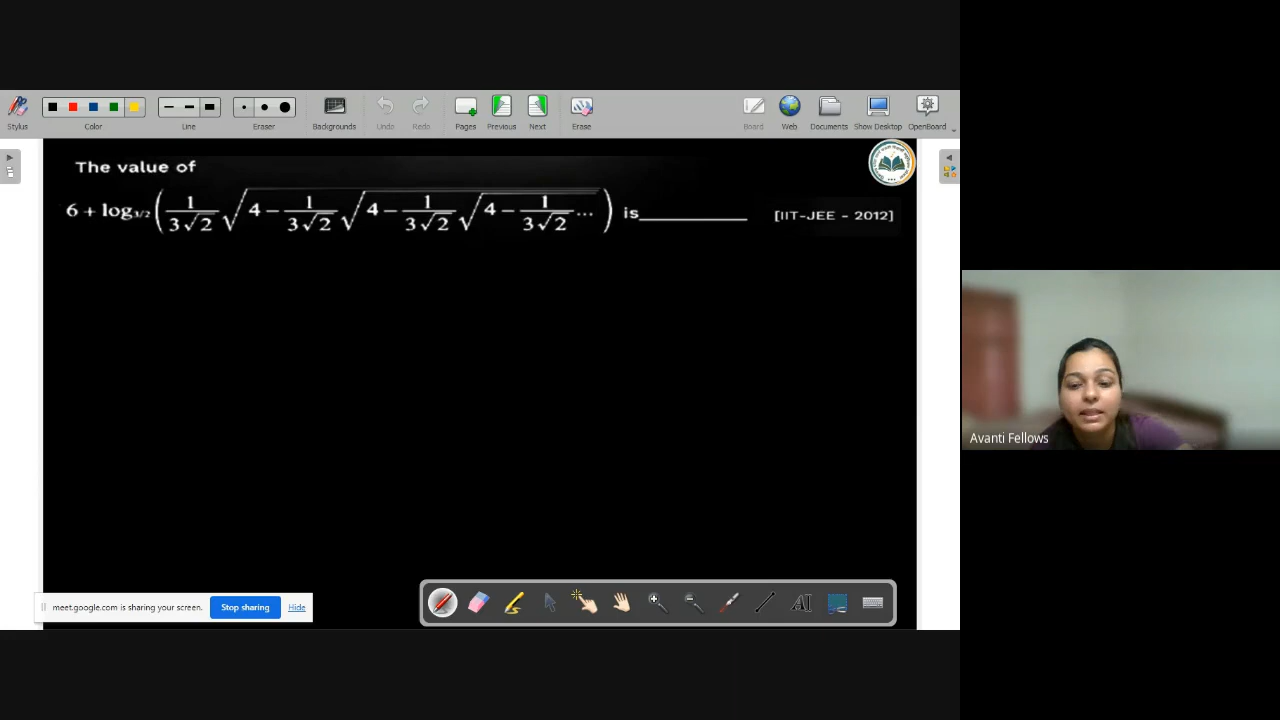 Color Line Eraser
Stylus Backgrounds Undo Redo Pages Previous Next Erase Board Web Documents Show Desktop OpenBoard
The value of
6 + log₃/₂ ( 1/(3√2) √(4 − 1/(3√2) √(4 − 1/(3√2) √(4 − 1/(3√2) ... ) is__________ [IIT-JEE - 2012]
Avanti Fellows
meet.google.com is sharing your screen. Stop sharing Hide
AI